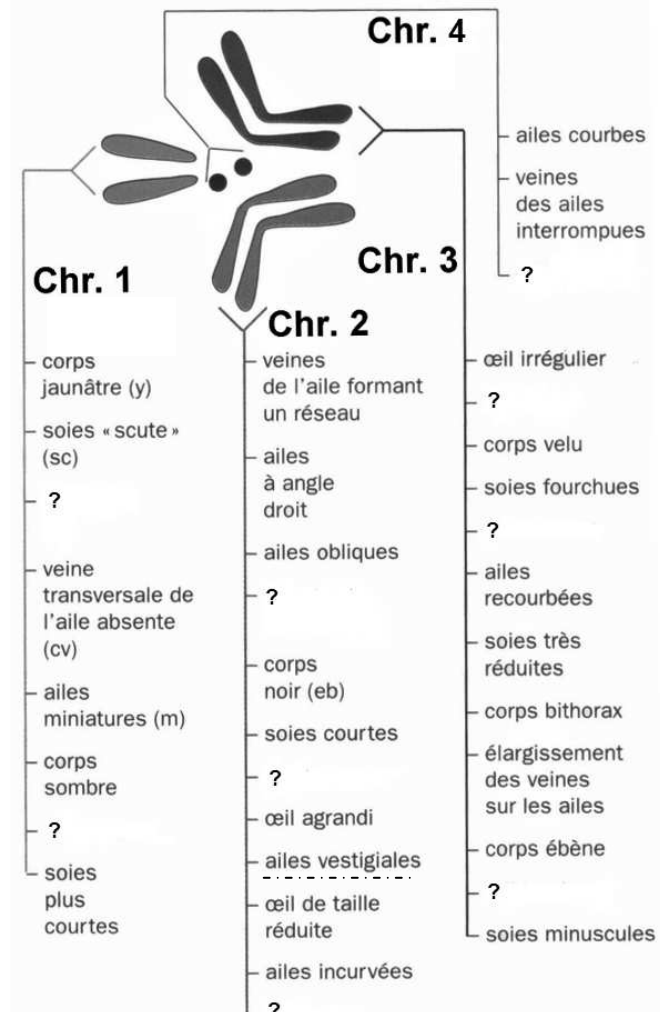 Chr. 4
ailes courbes
veines
des ailes
interrompues
?
Chr. 3
œil irrégulier
?
corps velu
soies fourchues
?
ailes
recourbées
soies très
réduites
corps bithorax
élargissement
des veines
sur les ailes
corps ébène
?
soies minuscules
Chr. 1
corps
jaunâtre (y)
soies « scute »
(sc)
?
veine
transversale de
l'aile absente
(cv)
ailes
miniatures (m)
corps
sombre
?
soies
plus
courtes
Chr. 2
veines
de l'aile formant
un réseau
ailes
à angle
droit
ailes obliques
?
corps
noir (eb)
soies courtes
?
œil agrandi
ailes vestigiales
œil de taille
réduite
ailes incurvées
?